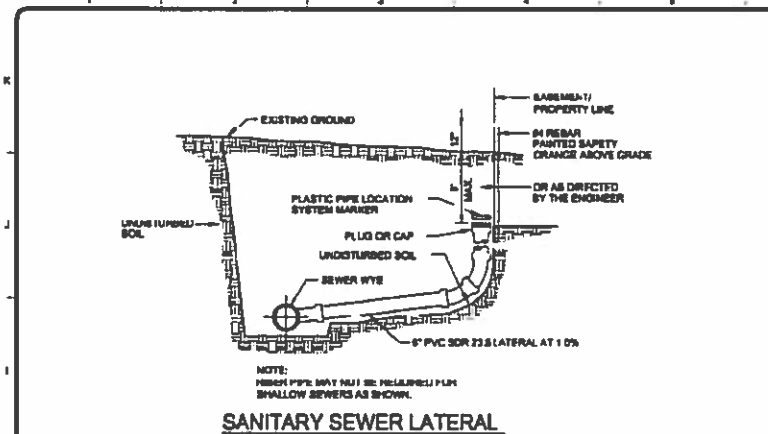 EASEMENT/
PROPERTY LINE
EXISTING GROUND
12"
#4 REBAR
PAINTED SAFETY
ORANGE ABOVE GRADE
MAX.
OR AS DIRECTED
BY THE ENGINEER
PLASTIC PIPE LOCATION
SYSTEM MARKER
UNDISTURBED
SOIL
PLUG OR CAP
UNDISTURBED SOIL
SEWER WYE
6" PVC SDR 23.5 LATERAL AT 1.0%
NOTE:
RISER PIPE MAY NOT BE REQUIRED FOR
SHALLOW SEWERS AS SHOWN.
SANITARY SEWER LATERAL